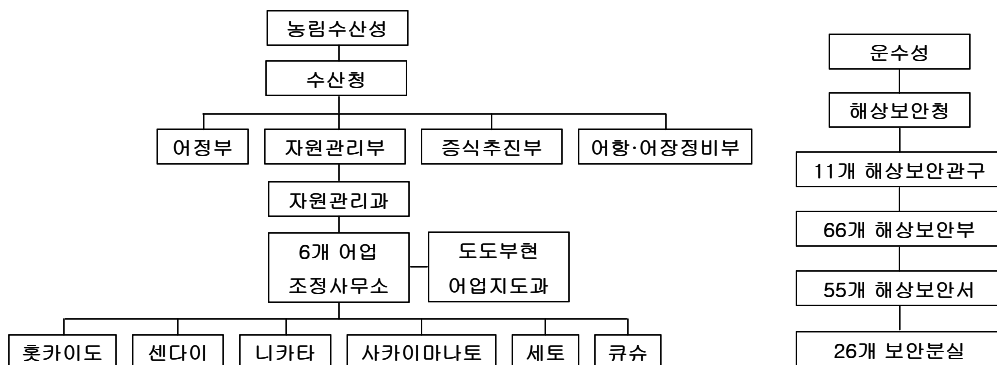 농림수산성
수산청
어정부
자원관리부
증식추진부
어항·어장정비부
자원관리과
6개 어업
조정사무소
도도부현
어업지도과
홋카이도
센다이
니카타
사카이마나토
세토
큐슈
운수성
해상보안청
11개 해상보안관구
66개 해상보안부
55개 해상보안서
26개 보안분실